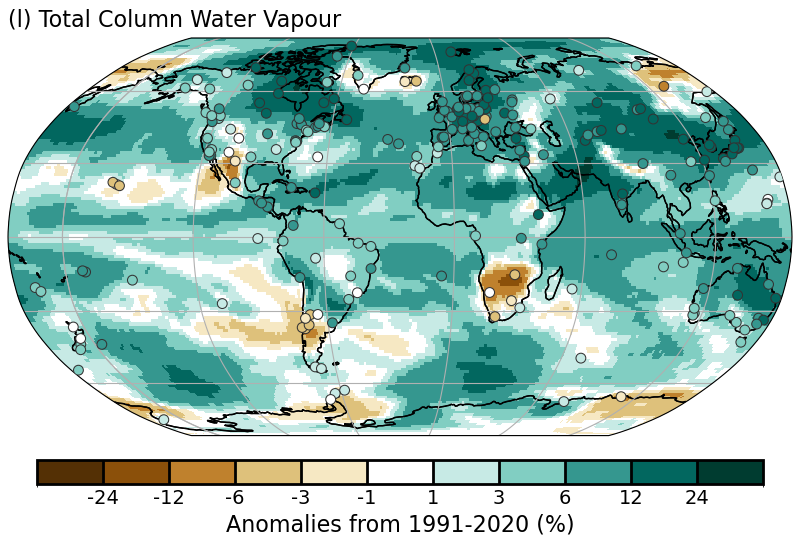 (l) Total Column Water Vapour
-24 -12 -6 -3 -1 1 3 6 12 24
Anomalies from 1991-2020 (%)